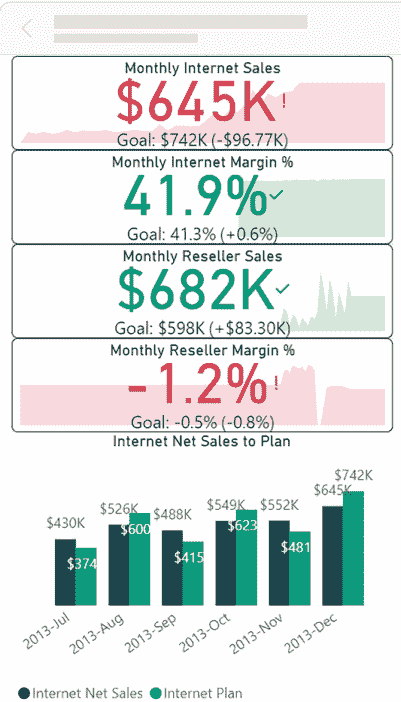 Monthly Internet Sales
$645K!
Goal: $742K (-$96.77K)
Monthly Internet Margin %
41.9%✓
Goal: 41.3% (+0.6%)
Monthly Reseller Sales
$682K✓
Goal: $598K (+$83.30K)
Monthly Reseller Margin %
-1.2%!
Goal: -0.5% (-0.8%)
Internet Net Sales to Plan
$430K $374
$526K $600
$488K $415
$549K $623
$552K $481
$645K $742K
2013-Jul 2013-Aug 2013-Sep 2013-Oct 2013-Nov 2013-Dec
Internet Net Sales Internet Plan